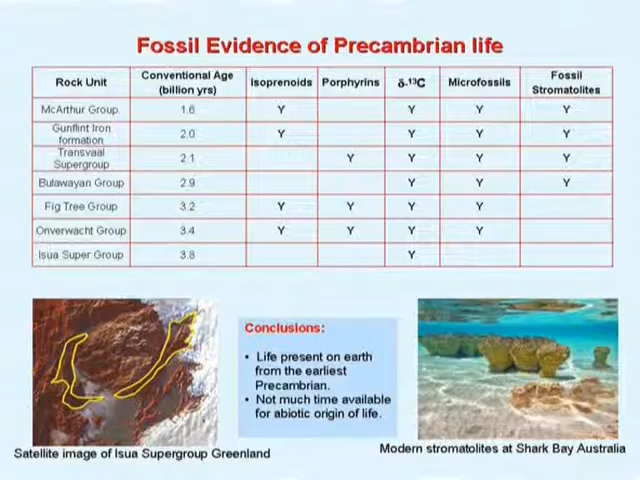 Fossil Evidence of Precambrian life
Rock Unit Conventional Age (billion yrs) Isoprenoids Porphyrins δ-¹³C Microfossils Fossil Stromatolites
McArthur Group 1.6 Y Y Y Y
Gunflint Iron formation 2.0 Y Y Y Y
Transvaal Supergroup 2.1 Y Y Y Y
Bulawayan Group 2.9 Y Y Y
Fig Tree Group 3.2 Y Y Y Y
Onverwacht Group 3.4 Y Y Y Y
Isua Super Group 3.8 Y
Conclusions:
• Life present on earth
from the earliest
Precambrian.
• Not much time available
for abiotic origin of life.
Satellite image of Isua Supergroup Greenland
Modern stromatolites at Shark Bay Australia